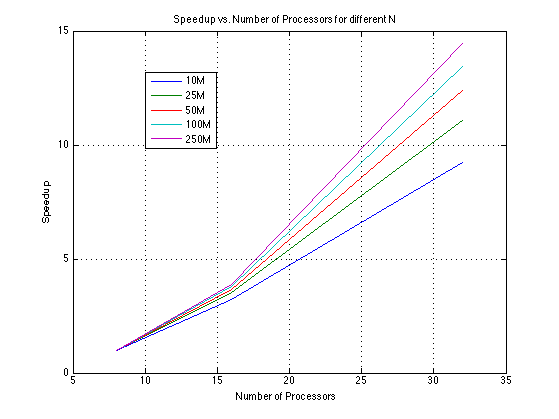 Speedup vs. Number of Processors for different N
15
10
5
0
Speedup
10M
25M
50M
100M
250M
5
10
15
20
25
30
35
Number of Processors